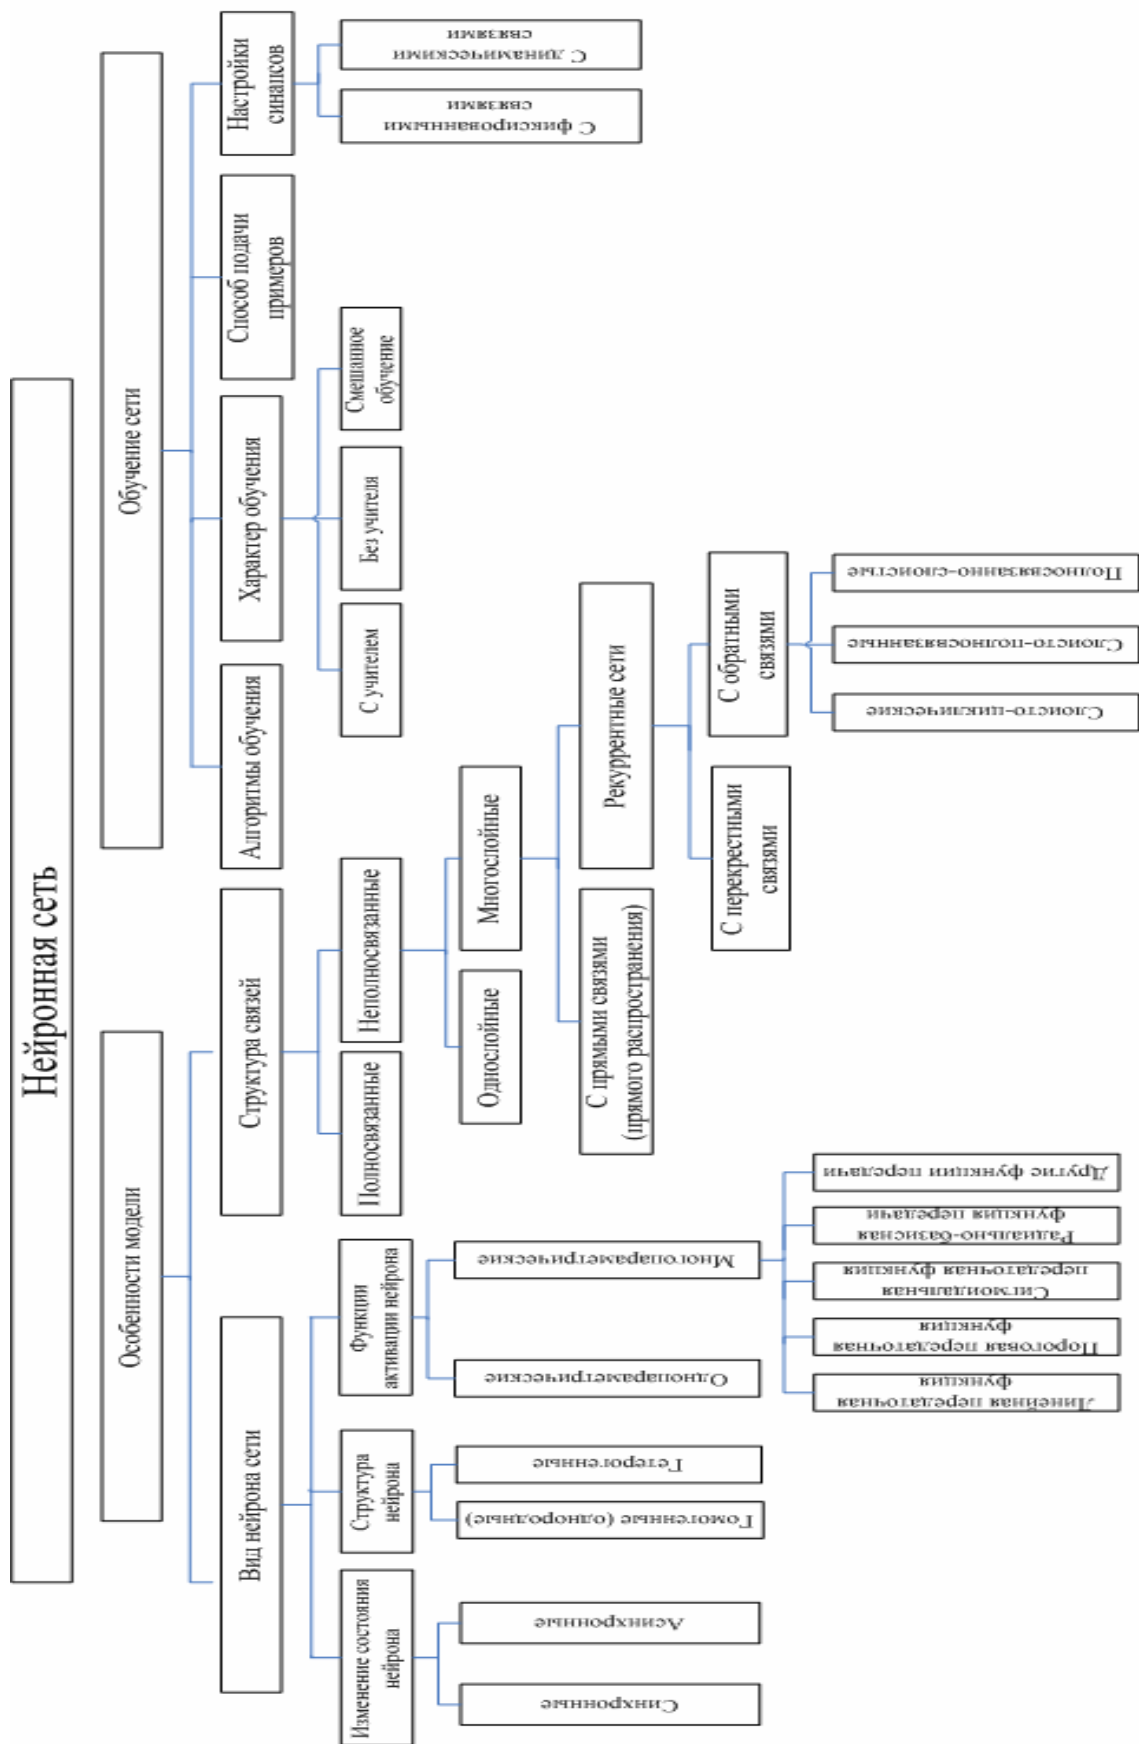 Нейронная сеть
Особенности модели
Обучение сети
Вид нейрона сети
Структура связей
Алгоритмы обучения
Характер обучения
Способ подачи
примеров
Настройки
синапсов
Изменение состояния
нейрона
Структура
нейрона
Функции
активации нейрона
Полносвязанные
Неполносвязанные
С учителем
Без учителя
Смешанное
обучение
С фиксированными
связями
С динамическими
связями
Синхронные
Асинхронные
Гомогенные (однородные)
Гетерогенные
Однопараметрические
Многопараметрические
Однослойные
Многослойные
С прямыми связями
(прямого распространения)
Рекуррентные сети
С перекрестными
связями
С обратными
связями
Линейная передаточная
функция
Пороговая передаточная
функция
Сигмоидальная
передаточная функция
Радиально-базисная
функция передачи
Другие функции передачи
Слоисто-циклические
Слоисто-полносвязанные
Полносвязанно-слоистые